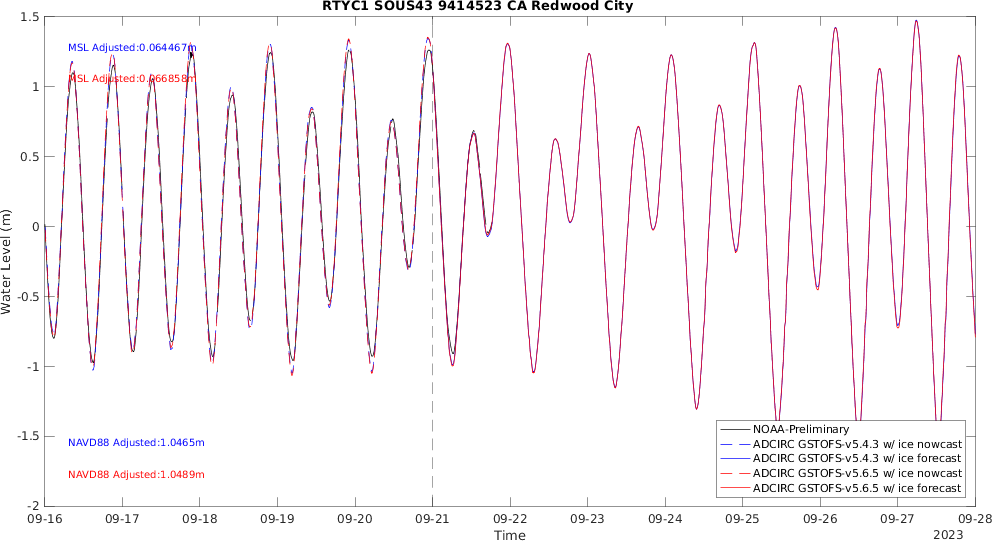 RTYC1 SOUS43 9414523 CA Redwood City
MSL Adjusted:0.064467m
MSL Adjusted:0.066858m
NAVD88 Adjusted:1.0465m
NAVD88 Adjusted:1.0489m
Water Level (m)
1.5
1
0.5
0
-0.5
-1
-1.5
-2
NOAA-Preliminary
ADCIRC GSTOFS-v5.4.3 w/ ice nowcast
ADCIRC GSTOFS-v5.4.3 w/ ice forecast
ADCIRC GSTOFS-v5.6.5 w/ ice nowcast
ADCIRC GSTOFS-v5.6.5 w/ ice forecast
09-16 09-17 09-18 09-19 09-20 09-21 09-22 09-23 09-24 09-25 09-26 09-27 09-28
Time
2023